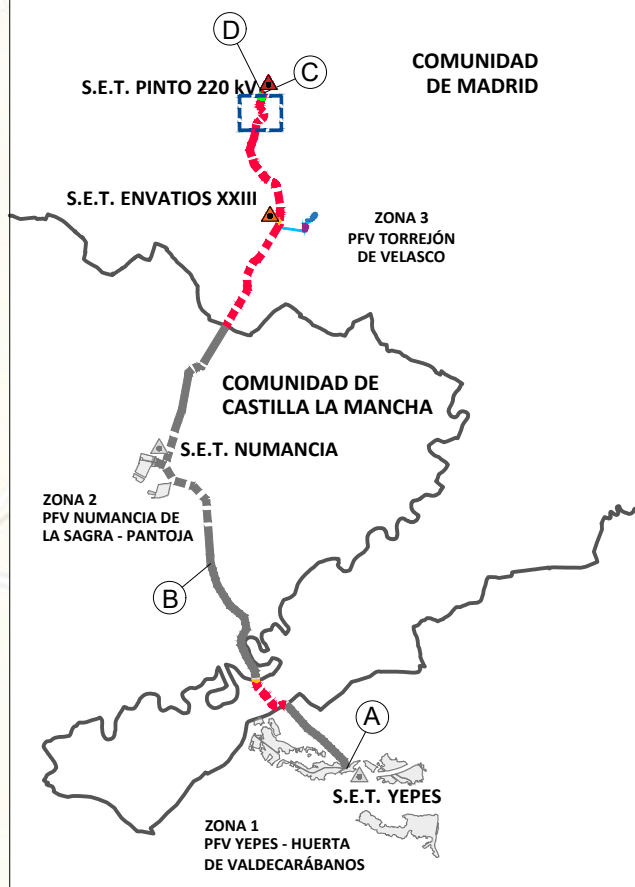 D
C
COMUNIDAD
DE MADRID
S.E.T. PINTO 220 kV
S.E.T. ENVATIOS XXIII
ZONA 3
PFV TORREJÓN
DE VELASCO
COMUNIDAD DE
CASTILLA LA MANCHA
S.E.T. NUMANCIA
ZONA 2
PFV NUMANCIA DE
LA SAGRA - PANTOJA
B
A
S.E.T. YEPES
ZONA 1
PFV YEPES - HUERTA
DE VALDECARÁBANOS